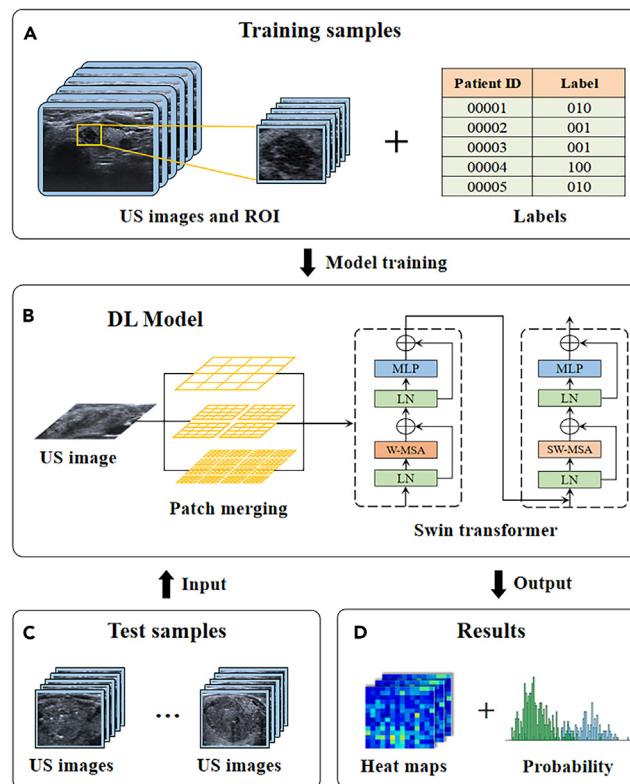 A
Training samples
US images and ROI
+
Patient ID Label
00001 010
00002 001
00003 001
00004 100
00005 010
Labels
Model training
B
DL Model
US image
Patch merging
MLP
LN
W-MSA
LN
MLP
LN
SW-MSA
LN
Swin transformer
Input
Output
C
Test samples
US images
...
US images
D
Results
Heat maps
+
Probability